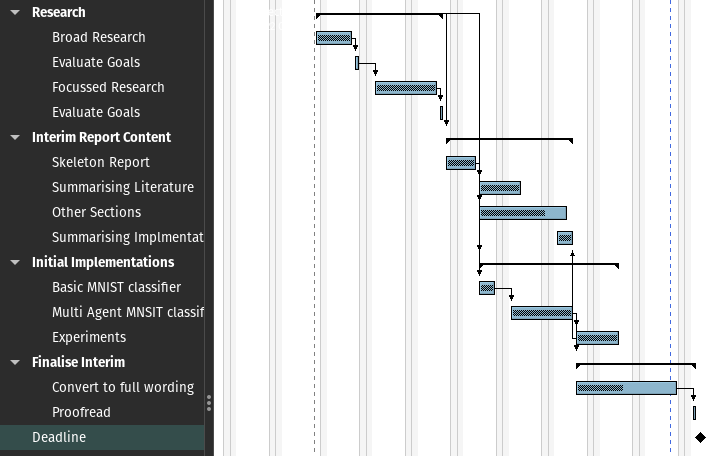 Research
Broad Research
Evaluate Goals
Focussed Research
Evaluate Goals
Interim Report Content
Skeleton Report
Summarising Literature
Other Sections
Summarising Implmentat
Initial Implementations
Basic MNIST classifier
Multi Agent MNSIT classif
Experiments
Finalise Interim
Convert to full wording
Proofread
Deadline